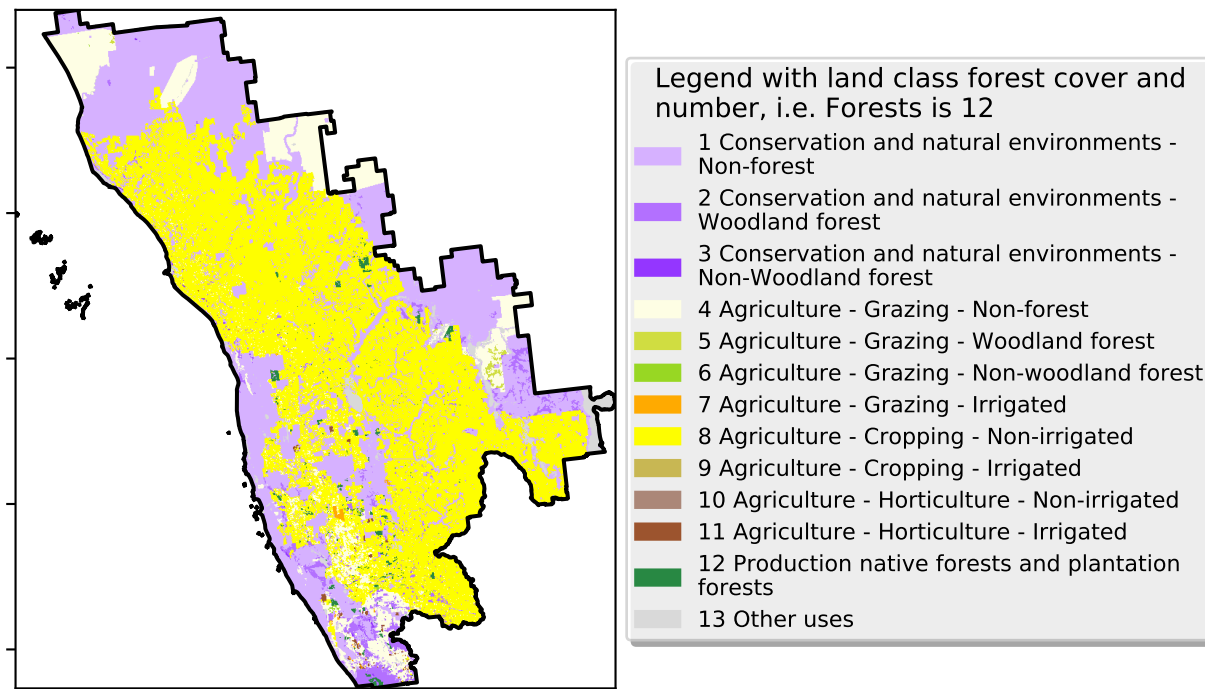 Legend with land class forest cover and
number, i.e. Forests is 12
1 Conservation and natural environments -
Non-forest
2 Conservation and natural environments -
Woodland forest
3 Conservation and natural environments -
Non-Woodland forest
4 Agriculture - Grazing - Non-forest
5 Agriculture - Grazing - Woodland forest
6 Agriculture - Grazing - Non-woodland forest
7 Agriculture - Grazing - Irrigated
8 Agriculture - Cropping - Non-irrigated
9 Agriculture - Cropping - Irrigated
10 Agriculture - Horticulture - Non-irrigated
11 Agriculture - Horticulture - Irrigated
12 Production native forests and plantation
forests
13 Other uses